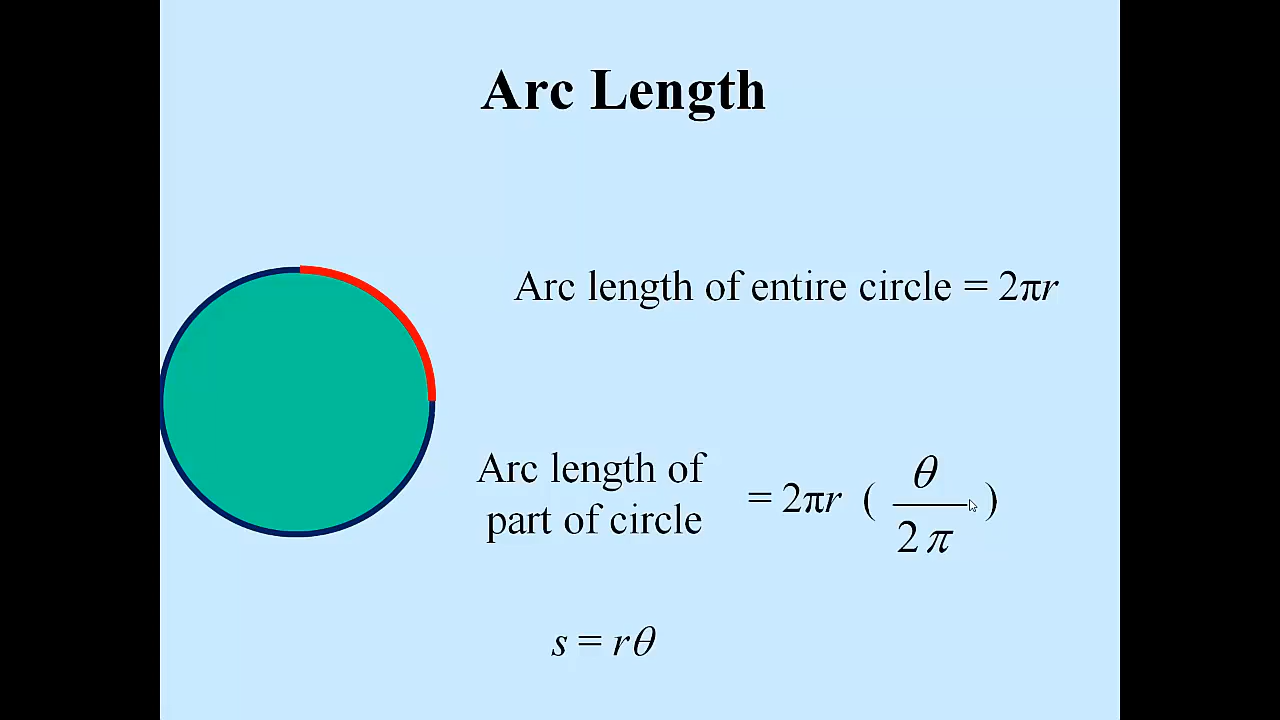 Arc Length
Arc length of entire circle = 2πr
Arc length of
part of circle
= 2πr ( θ / 2π )
s = rθ